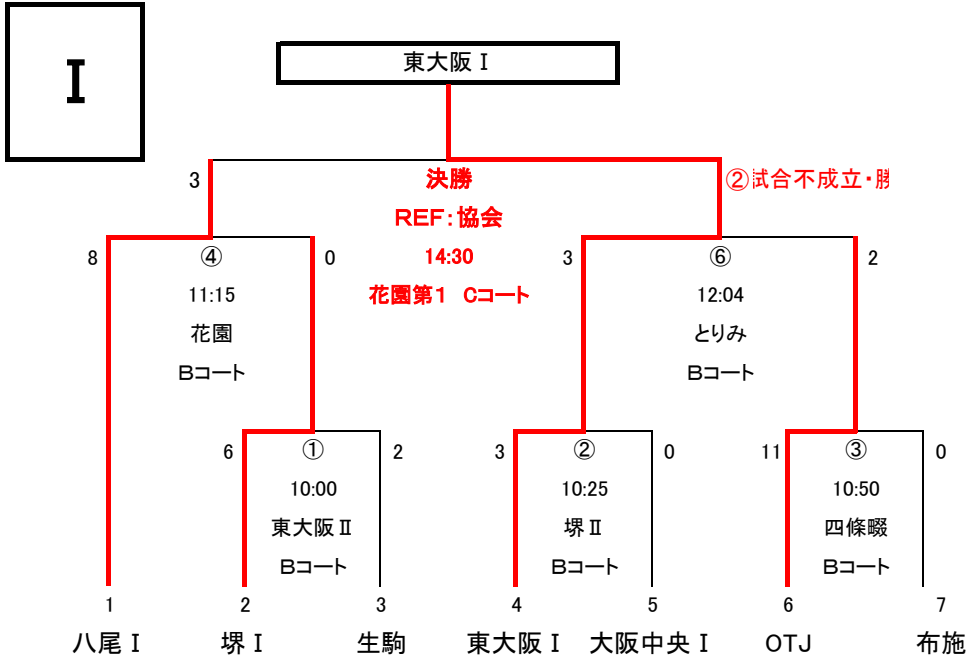 I
東大阪Ⅰ
3
決勝
②試合不成立・勝
REF：協会
8
④
0
14:30
3
⑥
2
11:15
花園第1　Cコート
12:04
花園
とりみ
Bコート
Bコート
6
①
2
3
②
0
11
③
0
10:00
10:25
10:50
東大阪Ⅱ
堺Ⅱ
四條畷
Bコート
Bコート
Bコート
1
2
3
4
5
6
7
八尾Ⅰ
堺Ⅰ
生駒
東大阪Ⅰ
大阪中央Ⅰ
OTJ
布施